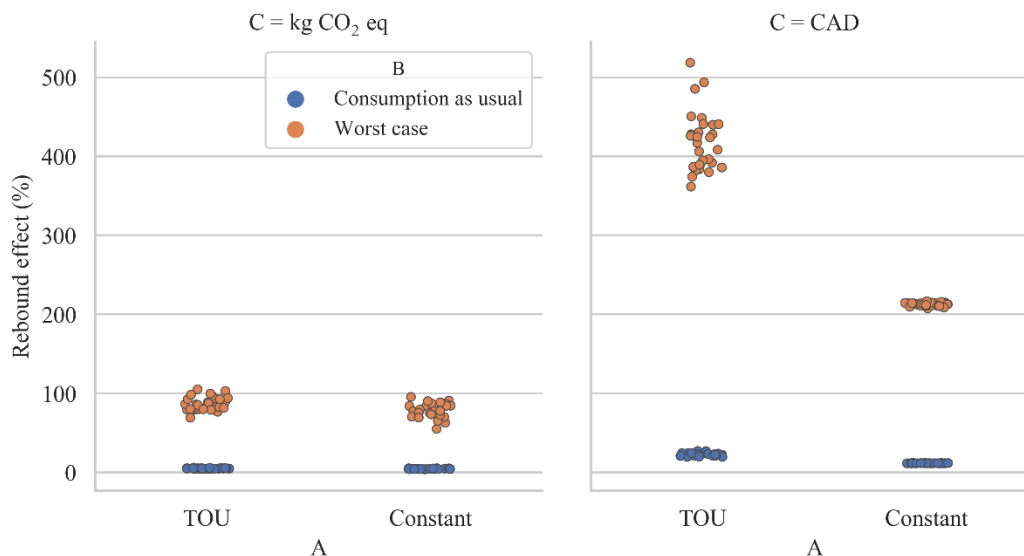 C = kg CO₂ eq
C = CAD
B
Consumption as usual
Worst case
Rebound effect (%)
500
400
300
200
100
0
TOU
Constant
A
TOU
Constant
A